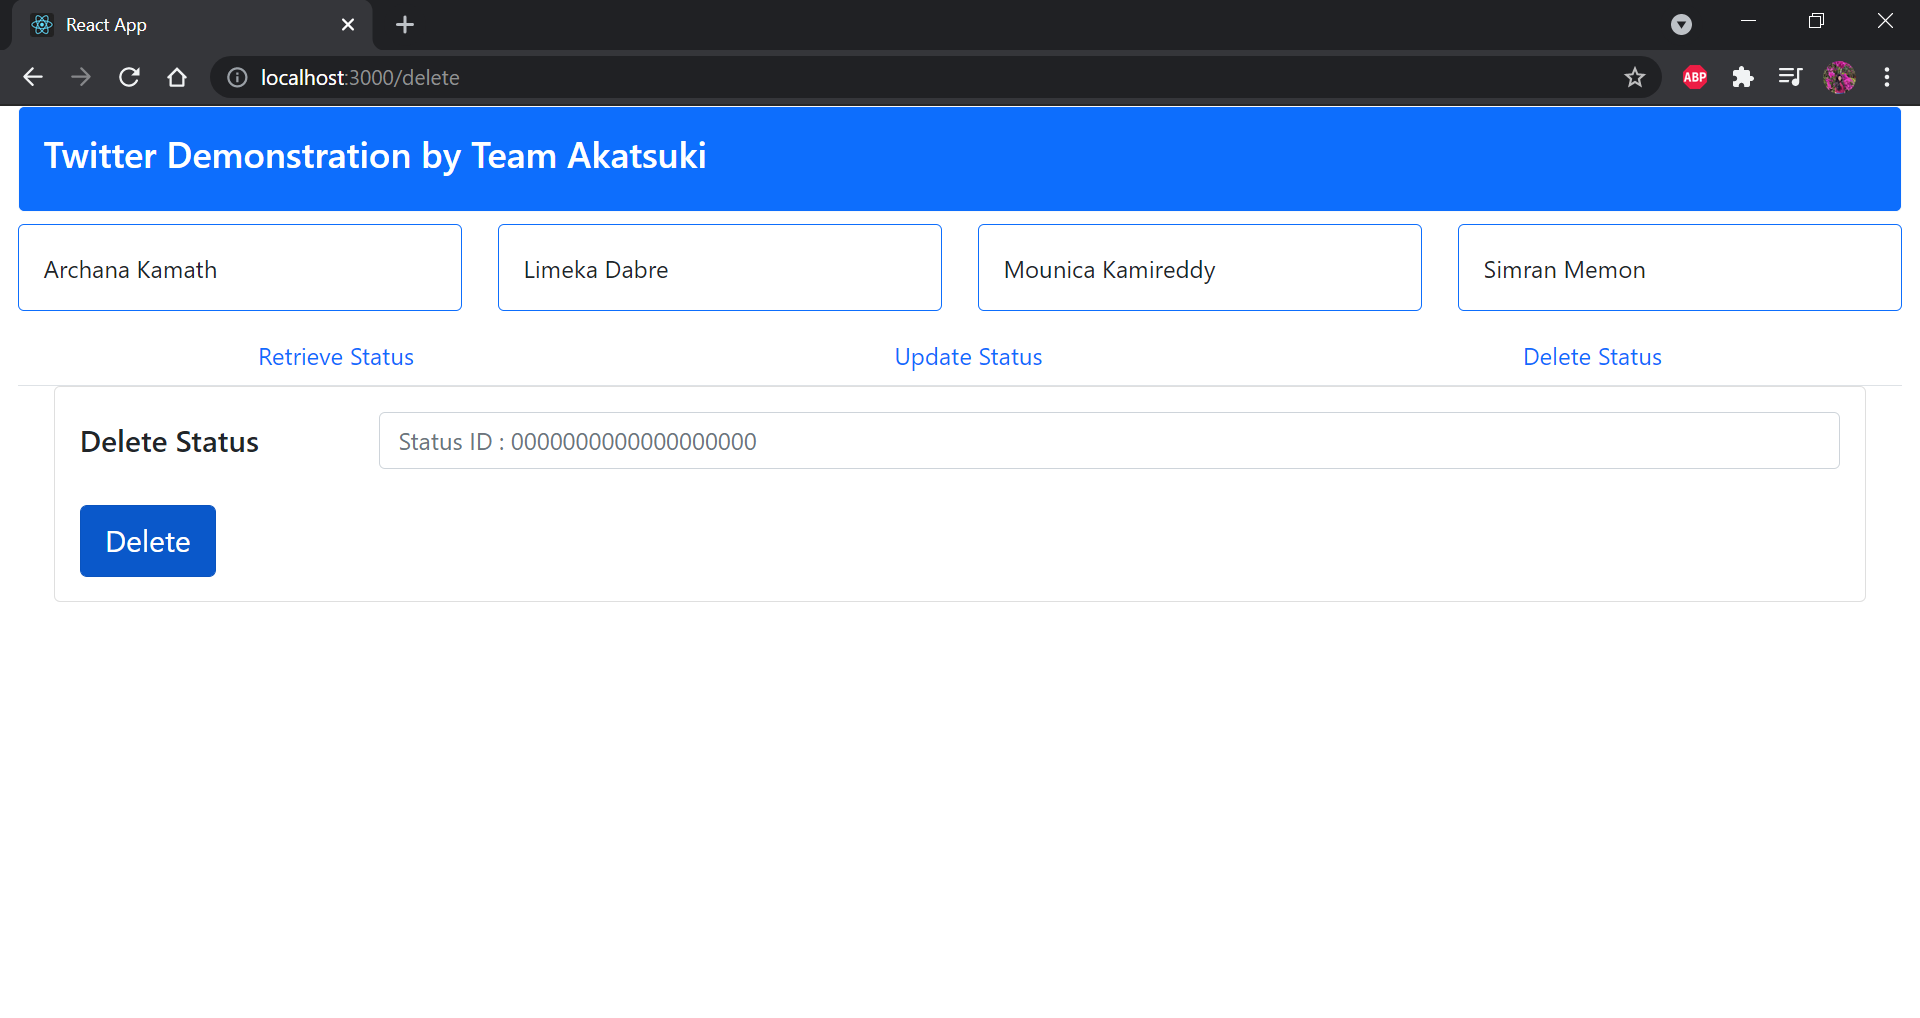 React App
localhost:3000/delete
ABP
Twitter Demonstration by Team Akatsuki
Archana Kamath
Limeka Dabre
Mounica Kamireddy
Simran Memon
Retrieve Status
Update Status
Delete Status
Delete Status
Status ID : 0000000000000000000
Delete